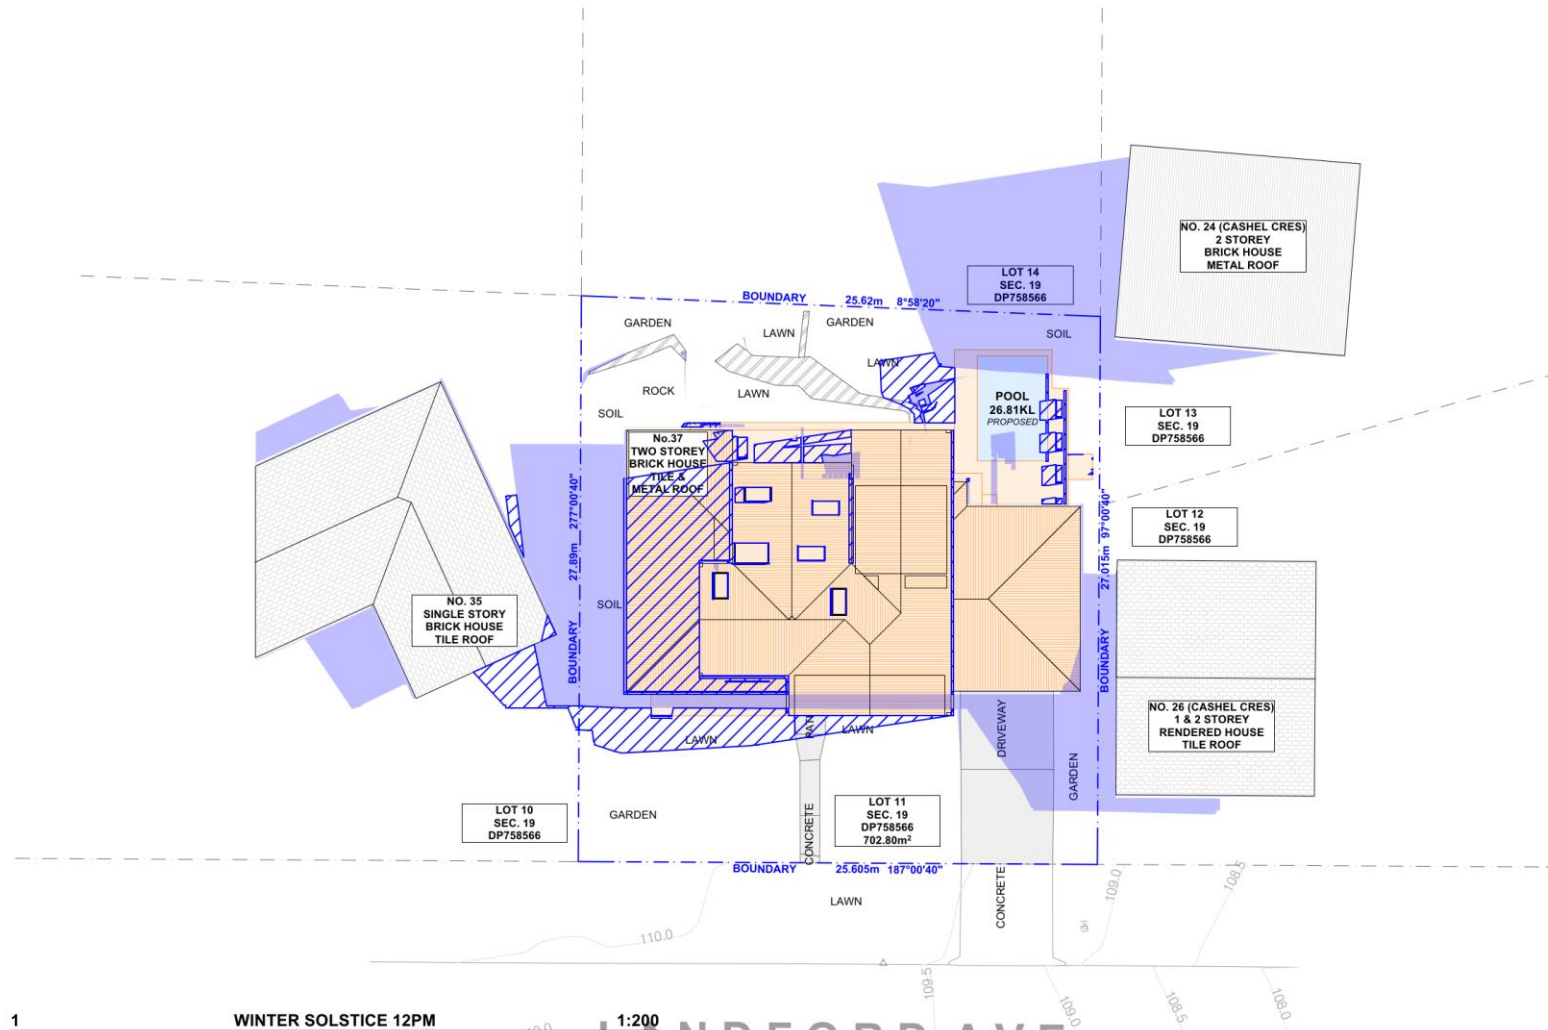 NO. 24 (CASHEL CRES)
2 STOREY
BRICK HOUSE
METAL ROOF
LOT 14
SEC. 19
DP758566
BOUNDARY 25.62m 8°58'20"
GARDEN
LAWN
GARDEN
SOIL
LAWN
ROCK
LAWN
SOIL
POOL
26.81KL
PROPOSED
LOT 13
SEC. 19
DP758566
No.37
TWO STOREY
BRICK HOUSE
TILE &
METAL ROOF
BOUNDARY 27.89m 277°00'40"
BOUNDARY 27.015m 97°00'40"
LOT 12
SEC. 19
DP758566
NO. 35
SINGLE STORY
BRICK HOUSE
TILE ROOF
SOIL
NO. 26 (CASHEL CRES)
1 & 2 STOREY
RENDERED HOUSE
TILE ROOF
LAWN
PAT
LAWN
DRIVEWAY
GARDEN
LOT 10
SEC. 19
DP758566
GARDEN
CONCRETE
LOT 11
SEC. 19
DP758566
702.80m²
BOUNDARY 25.605m 187°00'40"
LAWN
CONCRETE
109.0
108.5
110.0
109.5
109.0
108.5
108.0
1 WINTER SOLSTICE 12PM 1:200